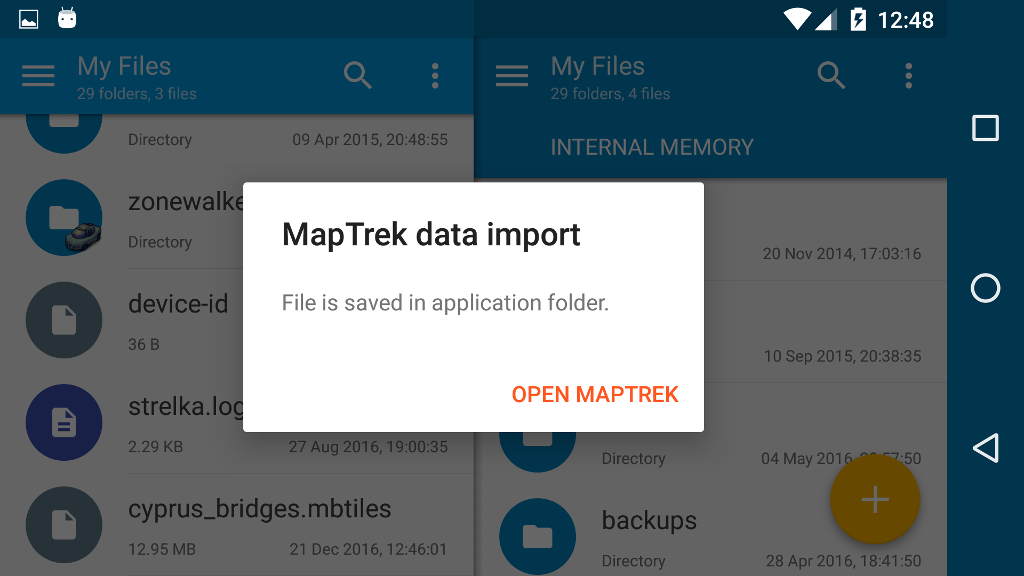 12:48
My Files
29 folders, 3 files
Directory
09 Apr 2015, 20:48:55
Directory
device-id
36 B
strelka.log
2.29 KB
27 Aug 2016, 19:00:35
cyprus_bridges.mbtiles
12.95 MB
21 Dec 2016, 12:46:01
My Files
29 folders, 4 files
INTERNAL MEMORY
20 Nov 2014, 17:03:16
10 Sep 2015, 20:38:35
Directory
04 May 2016
backups
Directory
28 Apr 2016, 18:41:50
MapTrek data import
File is saved in application folder.
OPEN MAPTREK